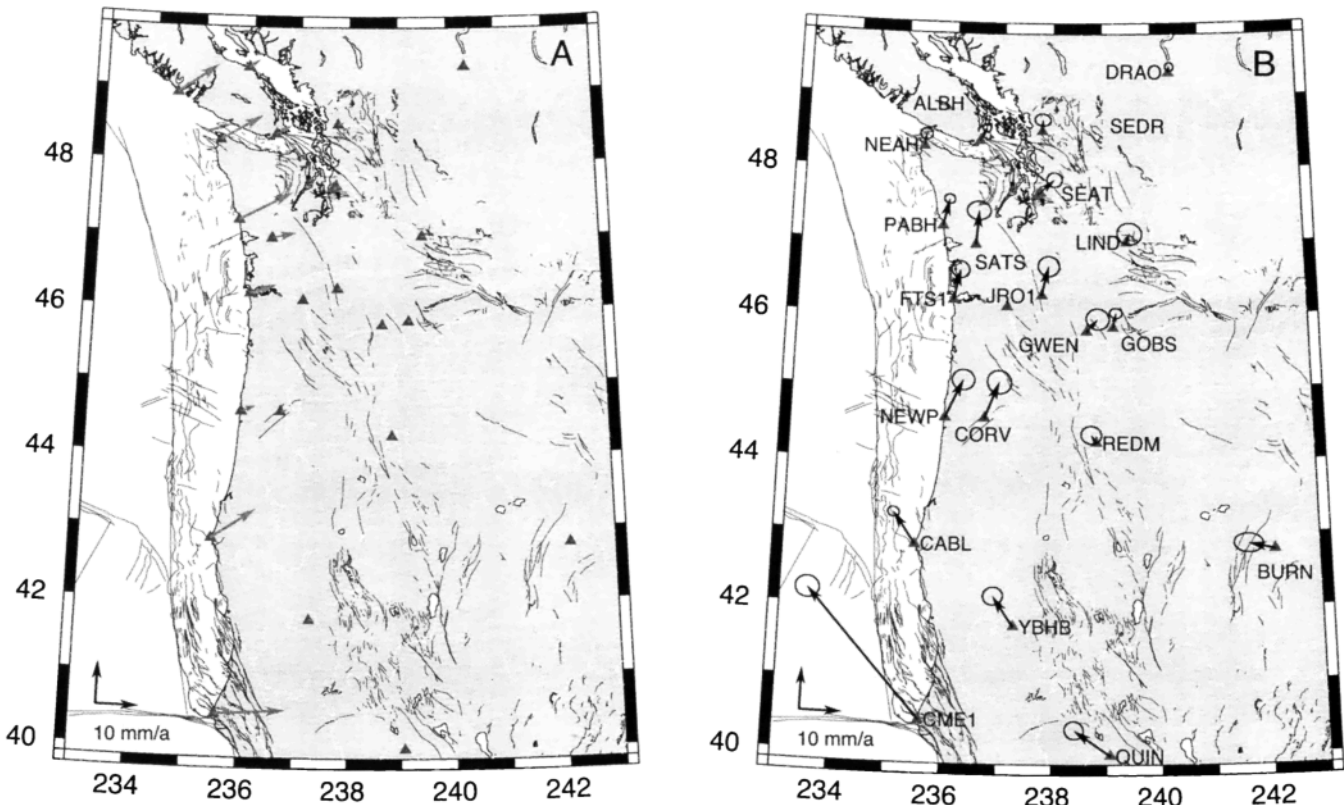 A
48
46
44
42
40
10 mm/a
234
236
238
240
242
B
DRAO
ALBH
SEDR
48
NEAH
SEAT
PABH
LIND
SATS
46
FTS1
JRO1
GWEN
GOBS
NEWP
CORV
44
REDM
CABL
BURN
42
YBHB
CME1
40
10 mm/a
QUIN
234
236
238
240
242